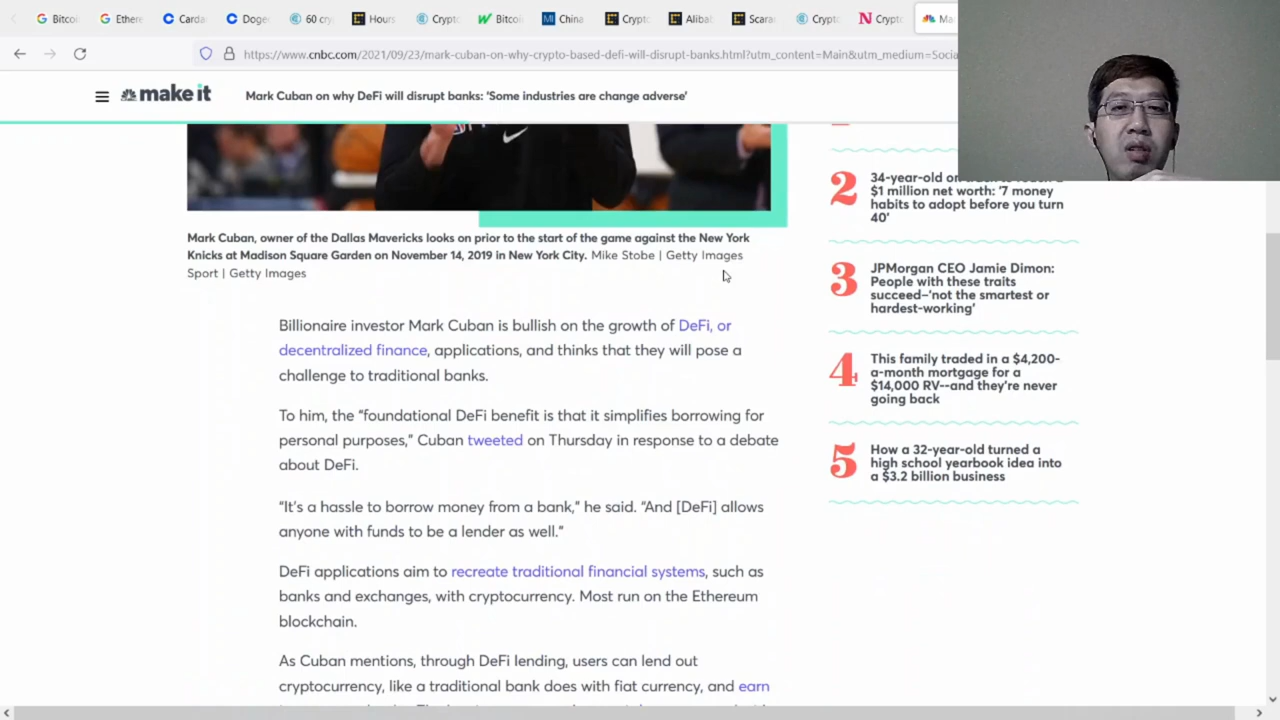 Bitcoi
Ethere
Carda
Doge
60 cry
Hours
Crypto
Bitcoi
China
Crypto
Alibab
Scarar
Crypto
Crypto
Ma
https://www.cnbc.com/2021/09/23/mark-cuban-on-why-crypto-based-defi-will-disrupt-banks.html?utm_content=Main&utm_medium=Socia
make it
Mark Cuban on why DeFi will disrupt banks: 'Some industries are change adverse'
Mark Cuban, owner of the Dallas Mavericks looks on prior to the start of the game against the New York
Knicks at Madison Square Garden on November 14, 2019 in New York City. Mike Stobe | Getty Images
Sport | Getty Images
Billionaire investor Mark Cuban is bullish on the growth of DeFi, or
decentralized finance, applications, and thinks that they will pose a
challenge to traditional banks.
To him, the “foundational DeFi benefit is that it simplifies borrowing for
personal purposes,” Cuban tweeted on Thursday in response to a debate
about DeFi.
“It’s a hassle to borrow money from a bank,” he said. “And [DeFi] allows
anyone with funds to be a lender as well.”
DeFi applications aim to recreate traditional financial systems, such as
banks and exchanges, with cryptocurrency. Most run on the Ethereum
blockchain.
As Cuban mentions, through DeFi lending, users can lend out
cryptocurrency, like a traditional bank does with fiat currency, and earn
2
34-year-old on
$1 million net worth: '7 money
habits to adopt before you turn
40'
3
JPMorgan CEO Jamie Dimon:
People with these traits
succeed–'not the smartest or
hardest-working'
4
This family traded in a $4,200-
a-month mortgage for a
$14,000 RV--and they're never
going back
5
How a 32-year-old turned a
high school yearbook idea into
a $3.2 billion business